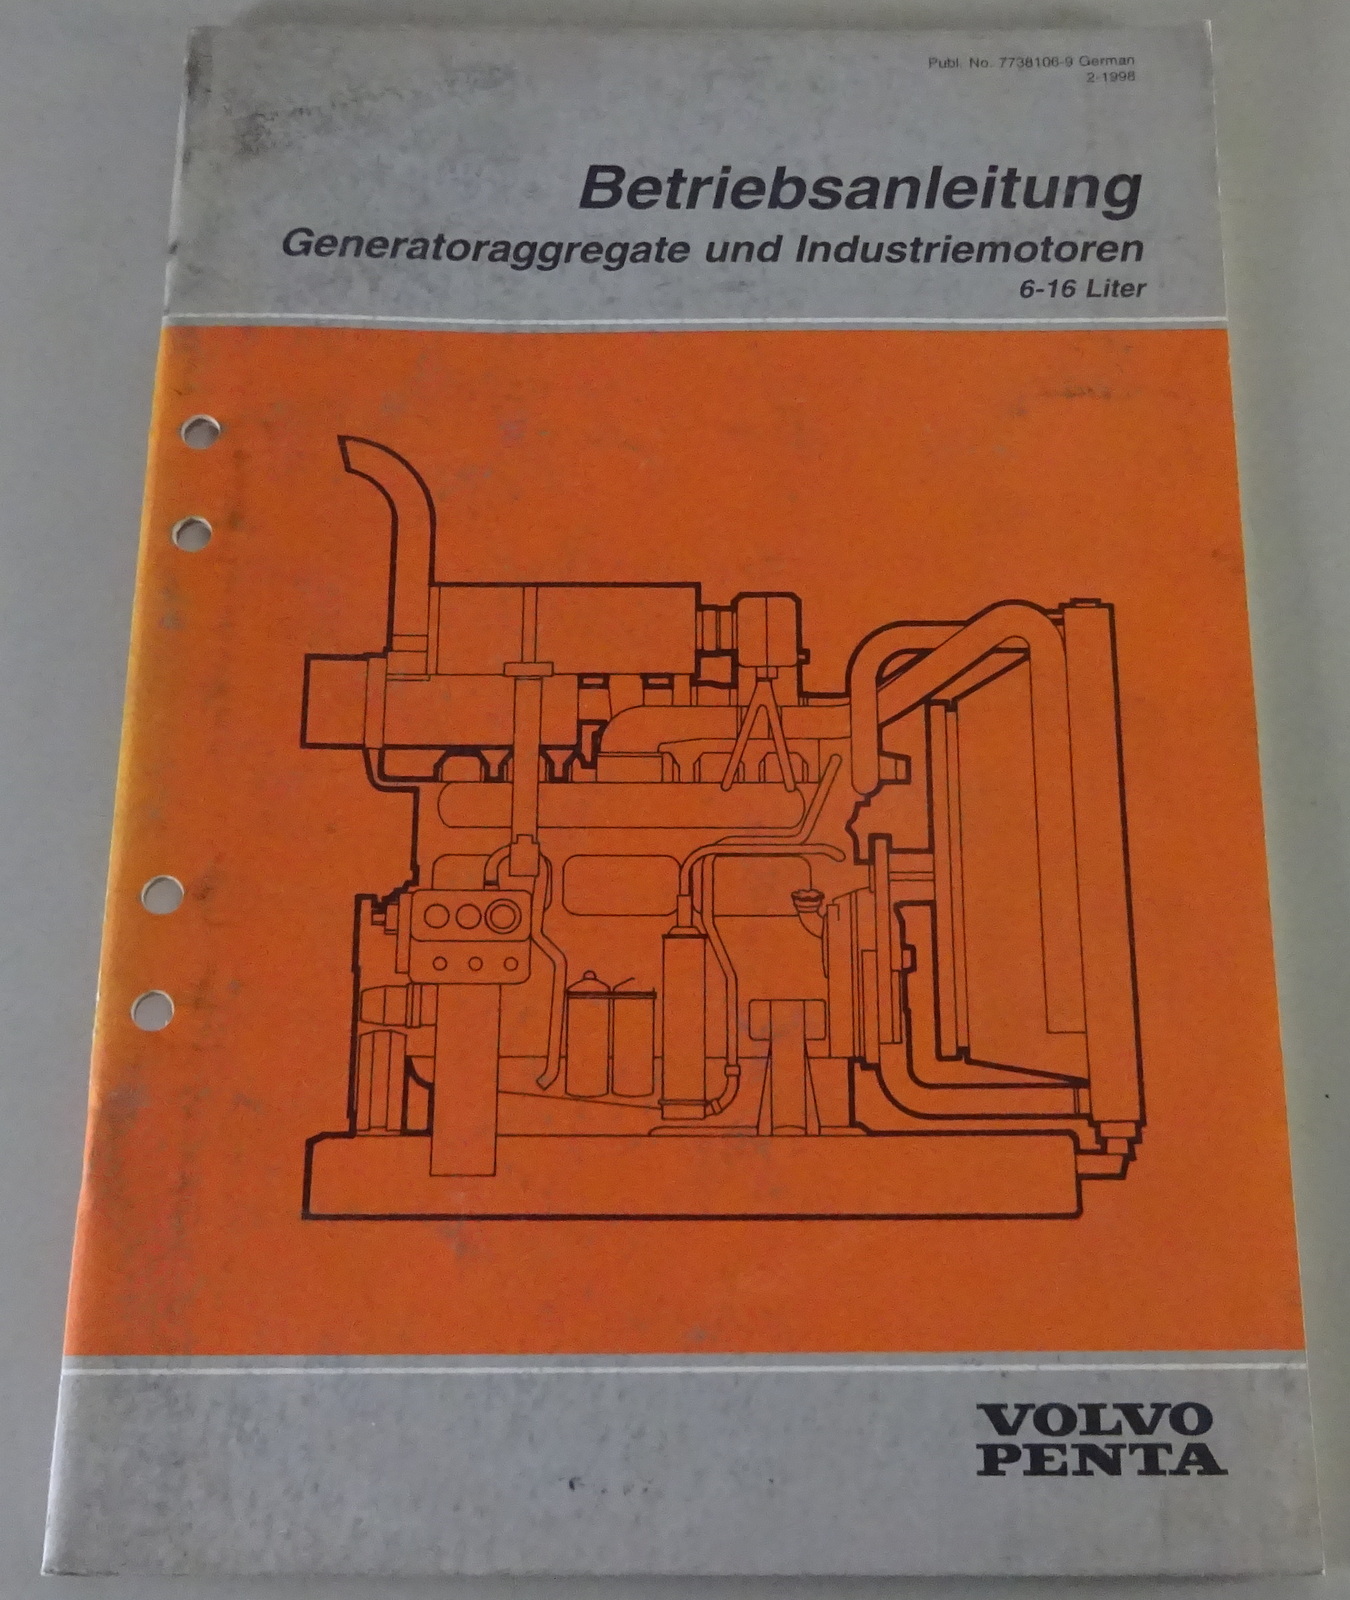 Publ. No. 7738106-9 German
2-1998
Betriebsanleitung
Generatoraggregate und Industriemotoren
6-16 Liter
VOLVO
PENTA